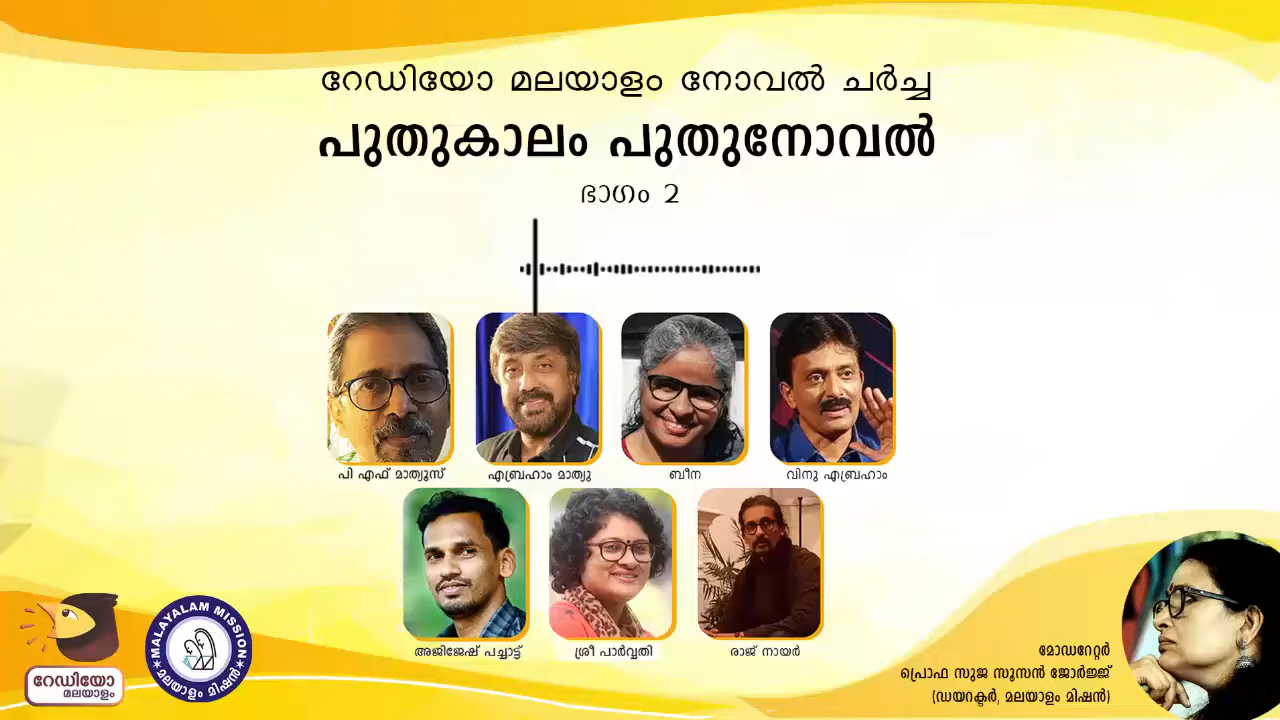 റേഡിയോ മലയാളം നോവൽ ചർച്ച
പുതുകാലം പുതുനോവൽ
ഭാഗം 2
പി എഫ് മാത്യൂസ്
എബ്രഹാം മാത്യു
ബീന
വിനു എബ്രഹാം
അജിജേഷ് പച്ചാട്ട്
ശ്രീ പാർവ്വതി
രാജ് നായർ
മോഡറേറ്റർ
പ്രൊഫ സുജ സൂസൻ ജോർജ്ജ്
(ഡയറക്ടർ, മലയാളം മിഷൻ)
റേഡിയോ
മലയാളം
MALAYALAM MISSION
മലയാളം മിഷൻ